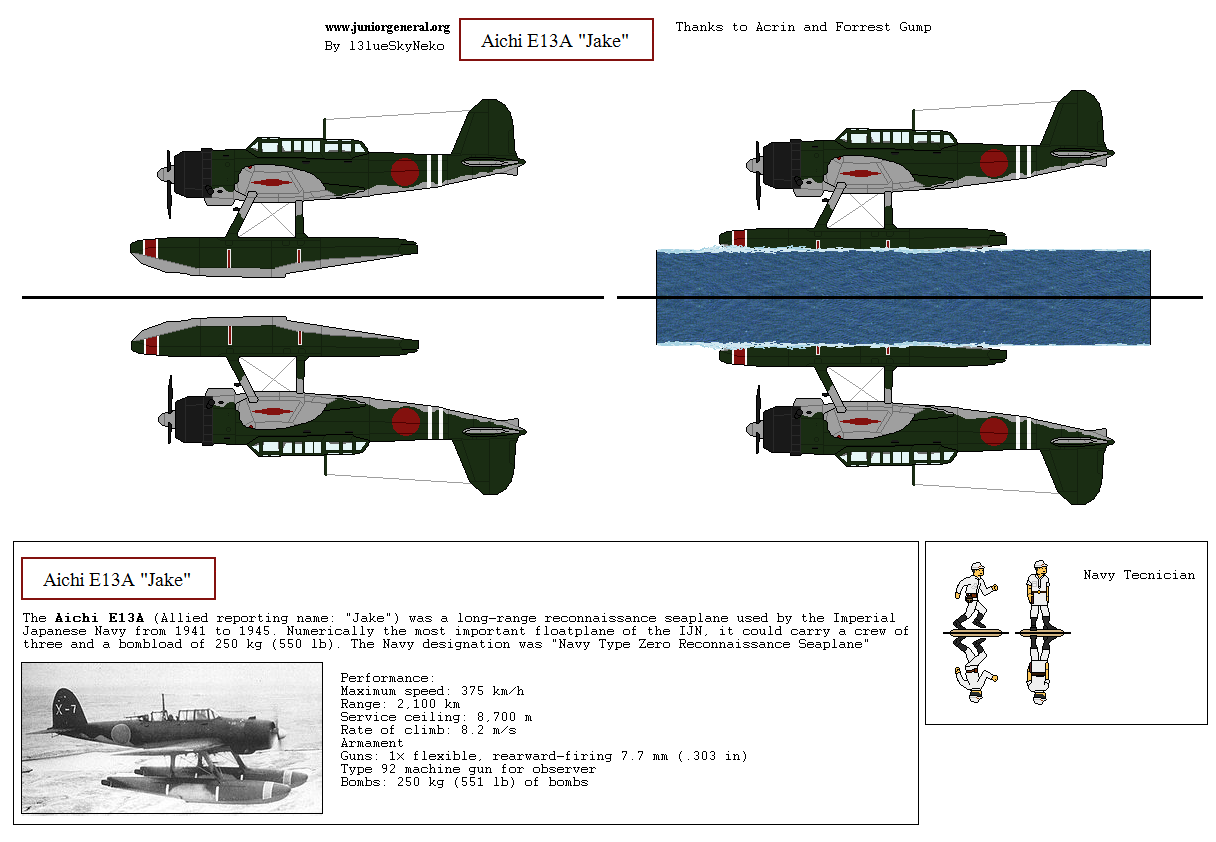 www.juniorgeneral.org
By l3lueSkyNeko
Aichi E13A "Jake"
Thanks to Acrin and Forrest Gump
Aichi E13A "Jake"
The Aichi E13A (Allied reporting name: "Jake") was a long-range reconnaissance seaplane used by the Imperial
Japanese Navy from 1941 to 1945. Numerically the most important floatplane of the IJN, it could carry a crew of
three and a bombload of 250 kg (550 lb). The Navy designation was "Navy Type Zero Reconnaissance Seaplane"
X-7
Performance:
Maximum speed: 375 km/h
Range: 2,100 km
Service ceiling: 8,700 m
Rate of climb: 8.2 m/s
Armament
Guns: 1× flexible, rearward-firing 7.7 mm (.303 in)
Type 92 machine gun for observer
Bombs: 250 kg (551 lb) of bombs
Navy Tecnician